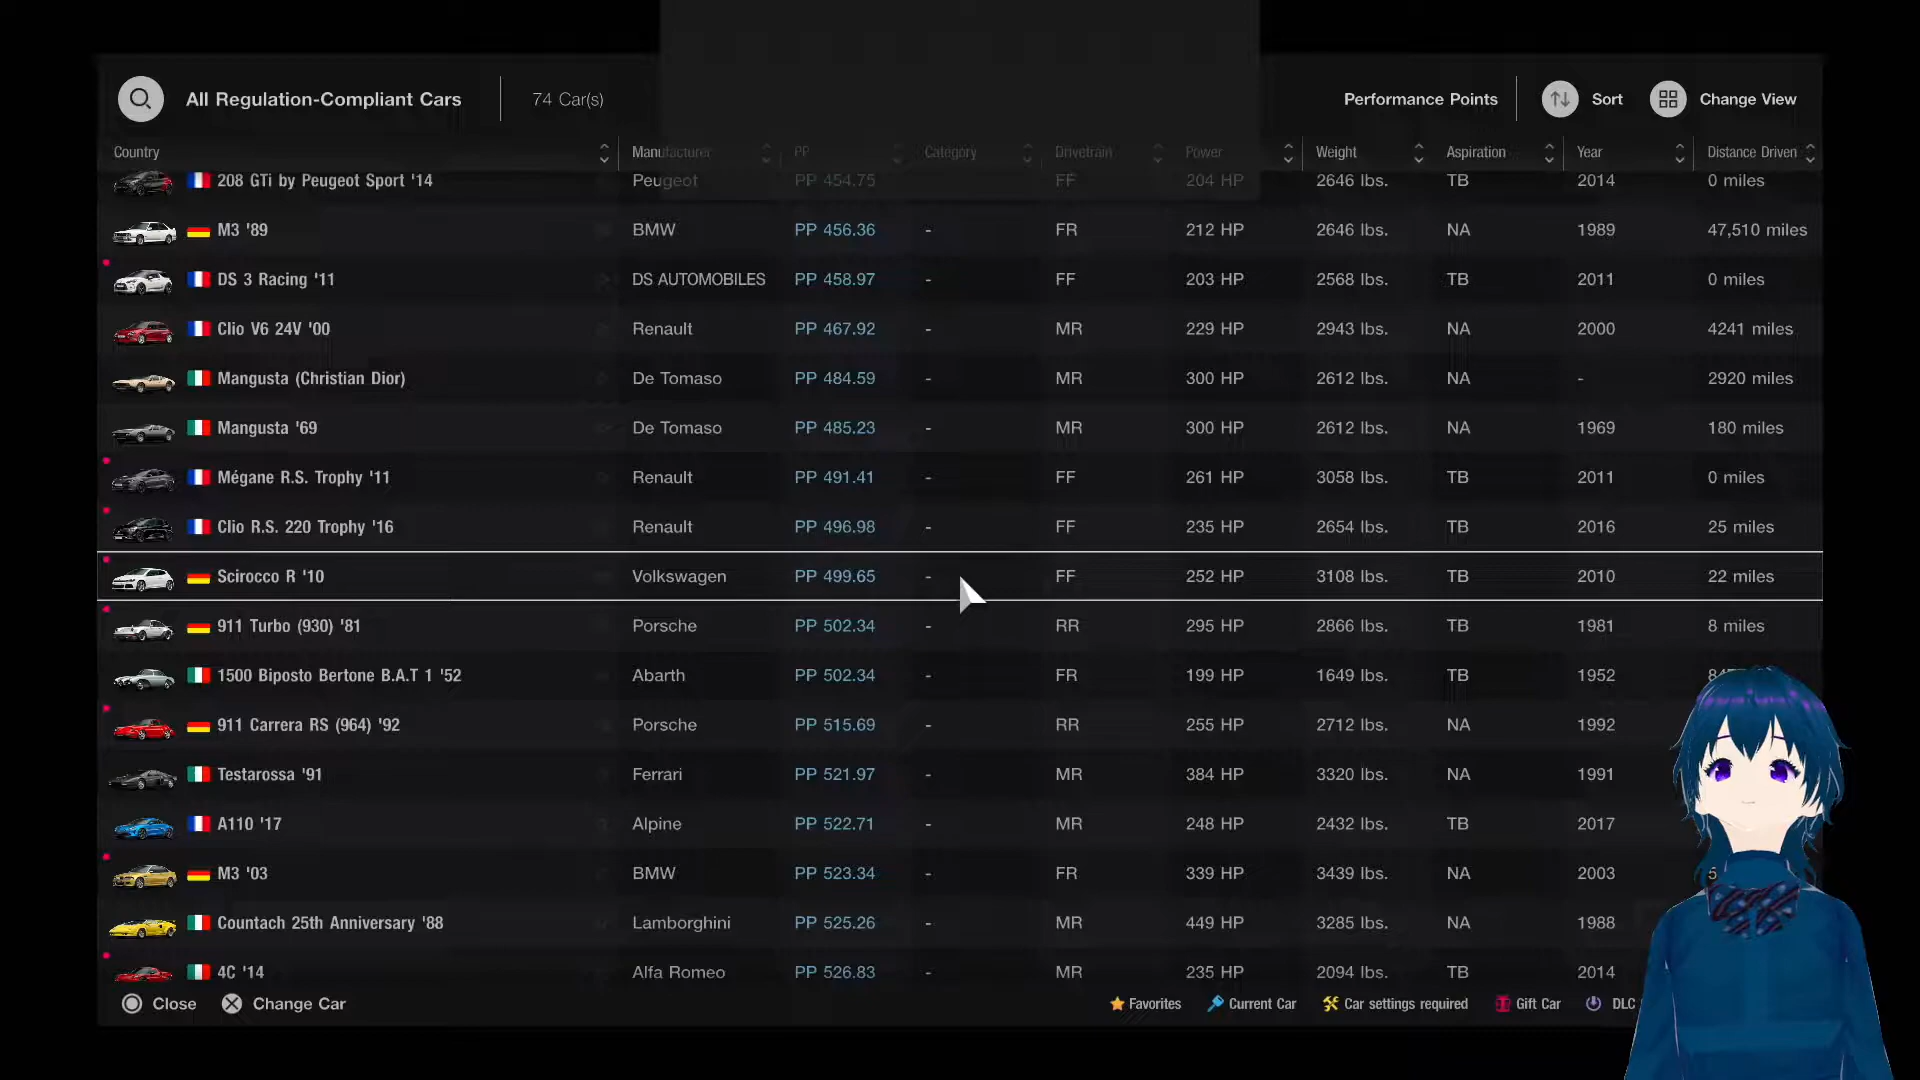 All Regulation-Compliant Cars 74 Car(s) Performance Points Sort Change View
Country Manufacturer PP Category Drivetrain Power Weight Aspiration Year Distance Driven
208 GTi by Peugeot Sport '14 Peugeot PP 454.75 FF 204 HP 2646 lbs. TB 2014 0 miles
M3 '89 BMW PP 456.36 - FR 212 HP 2646 lbs. NA 1989 47,510 miles
DS 3 Racing '11 DS AUTOMOBILES PP 458.97 - FF 203 HP 2568 lbs. TB 2011 0 miles
Clio V6 24V '00 Renault PP 467.92 - MR 229 HP 2943 lbs. NA 2000 4241 miles
Mangusta (Christian Dior) De Tomaso PP 484.59 - MR 300 HP 2612 lbs. NA - 2920 miles
Mangusta '69 De Tomaso PP 485.23 - MR 300 HP 2612 lbs. NA 1969 180 miles
Mégane R.S. Trophy '11 Renault PP 491.41 - FF 261 HP 3058 lbs. TB 2011 0 miles
Clio R.S. 220 Trophy '16 Renault PP 496.98 - FF 235 HP 2654 lbs. TB 2016 25 miles
Scirocco R '10 Volkswagen PP 499.65 - FF 252 HP 3108 lbs. TB 2010 22 miles
911 Turbo (930) '81 Porsche PP 502.34 - RR 295 HP 2866 lbs. TB 1981 8 miles
1500 Biposto Bertone B.A.T 1 '52 Abarth PP 502.34 - FR 199 HP 1649 lbs. TB 1952
911 Carrera RS (964) '92 Porsche PP 515.69 - RR 255 HP 2712 lbs. NA 1992
Testarossa '91 Ferrari PP 521.97 - MR 384 HP 3320 lbs. NA 1991
A110 '17 Alpine PP 522.71 - MR 248 HP 2432 lbs. TB 2017
M3 '03 BMW PP 523.34 - FR 339 HP 3439 lbs. NA 2003 5
Countach 25th Anniversary '88 Lamborghini PP 525.26 - MR 449 HP 3285 lbs. NA 1988
4C '14 Alfa Romeo PP 526.83 - MR 235 HP 2094 lbs. TB 2014
Close Change Car Favorites Current Car Car settings required Gift Car DLC